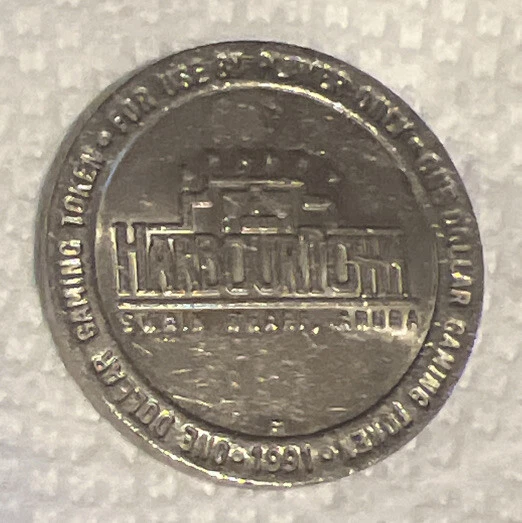 FOR USE BY PLAYER ONLY • ONE DOLLAR GAMING TOKEN • 1991 • ONE DOLLAR GAMING TOKEN •
HARBOURTOWN
ARUBA